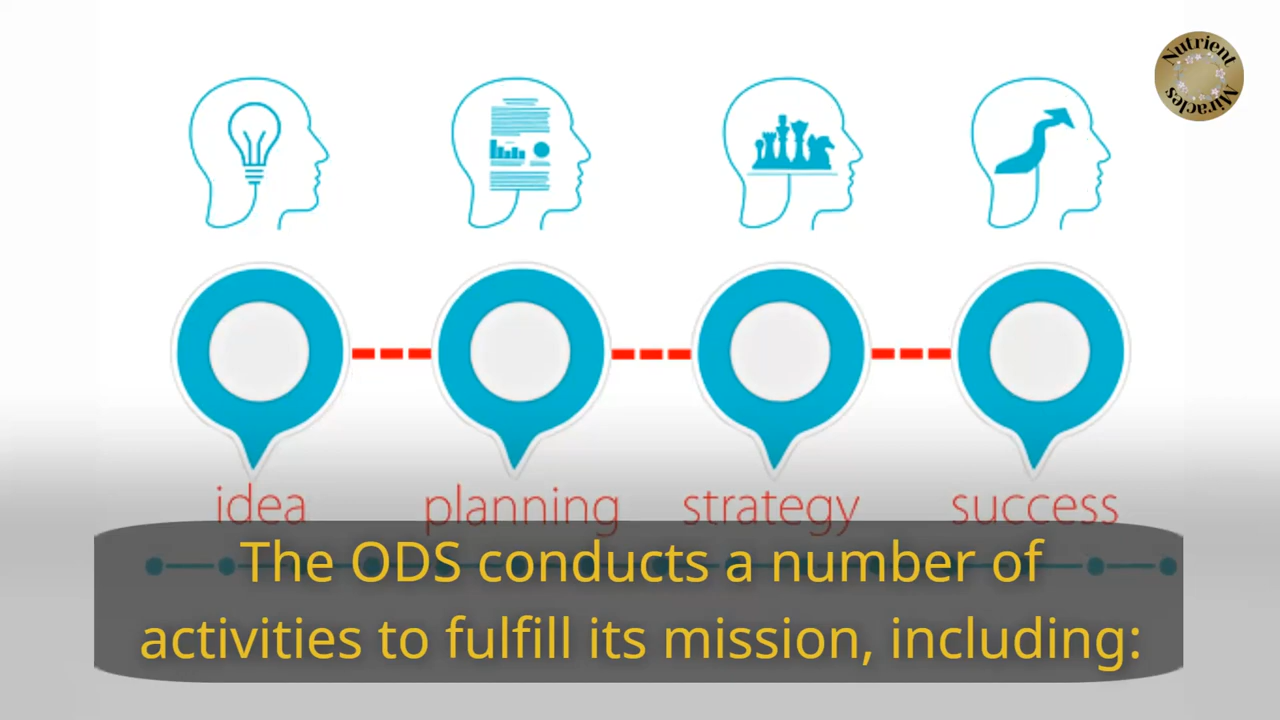 Nutrient
Miracles
idea
planning
strategy
success
The ODS conducts a number of
activities to fulfill its mission, including: